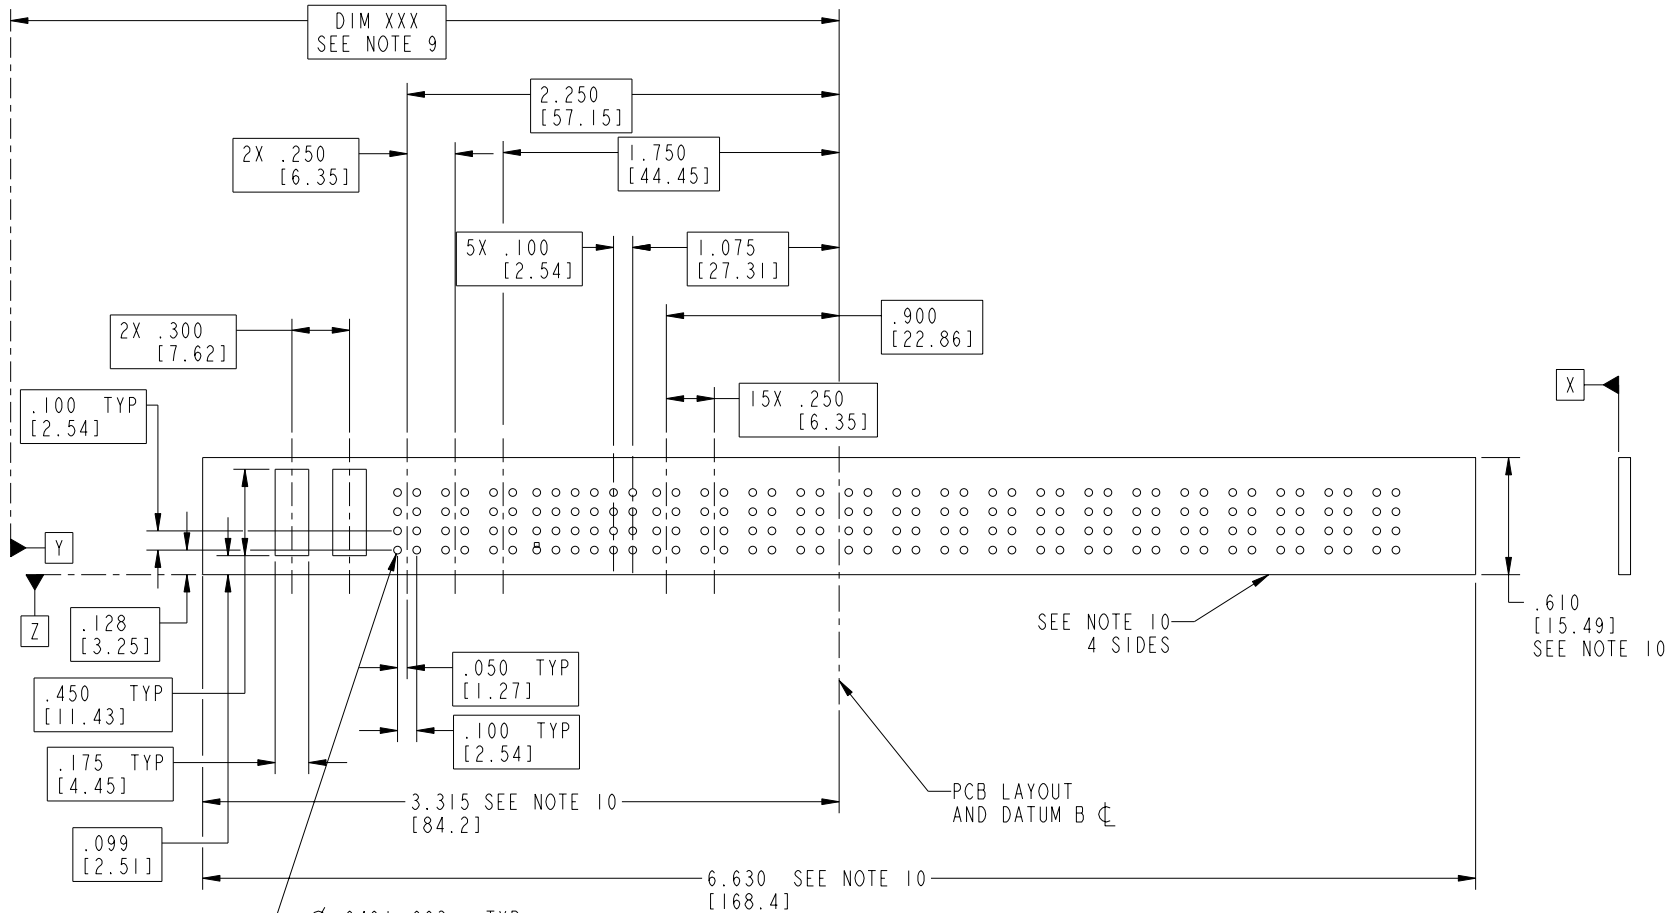 DIM XXX
SEE NOTE 9
2.250
[57.15]
2X .250
[6.35]
1.750
[44.45]
5X .100
[2.54]
1.075
[27.31]
2X .300
[7.62]
.900
[22.86]
.100 TYP
[2.54]
15X .250
[6.35]
X
Y
Z
.128
[3.25]
.610
[15.49]
SEE NOTE 10
SEE NOTE 10
4 SIDES
.050 TYP
[1.27]
.450 TYP
[11.43]
.100 TYP
[2.54]
.175 TYP
[4.45]
3.315 SEE NOTE 10
[84.2]
PCB LAYOUT
AND DATUM B ℄
.099
[2.51]
6.630 SEE NOTE 10
[168.4]
TYP